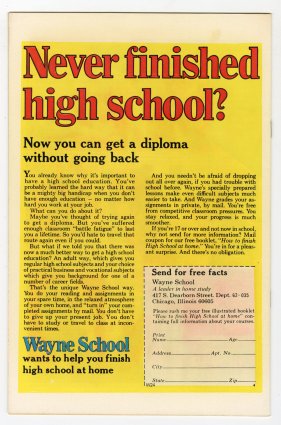 Never finished
high school?
Now you can get a diploma
without going back
You already know why it's important to
have a high school education. You've
probably learned the hard way that it can
be a mighty big handicap when you don't
have enough education — no matter how
hard you work at your job.
What can you do about it?
Maybe you've thought of trying again
to get a diploma. But you've suffered
enough classroom "battle fatigue" to last
you a lifetime. So you'd hate to travel that
route again even if you could.
But what if we told you that there was
now a much better way to get a high school
education? An adult way, which gives you
regular high school subjects and your choice
of practical business and vocational subjects
which give you background for one of a
number of career fields.
That's the unique Wayne School way.
You do your reading and assignments in
your spare time, in the relaxed atmosphere
of your own home, and "turn in" your com-
pleted assignments by mail. You don't have
to give up your present job. You don't
have to study or travel to class at incon-
venient times.
And you needn't be afraid of dropping
out all over again, if you had trouble with
school before. Wayne's specially prepared
lessons make even difficult subjects much
easier to take. And Wayne grades your as-
signments in private, by mail. You're free
from competitive classroom pressures. You
stay relaxed, and your progress is much
smoother.
If you're 17 or over and not now in school,
why not send for more information? Mail
coupon for our free booklet, "How to finish
High School at home." You're in for a pleas-
ant surprise. And there's no obligation.
Wayne School
wants to help you finish
high school at home
Send for free facts
Wayne School
A leader in home study
417 S. Dearborn Street. Dept.
Chicago, Illinois 60605
Please rush me your free illustrated booklet
"How to finish High School at home" con-
taining full information about your courses.
Print
Name Age
Address Apt. No.
City
State Zip